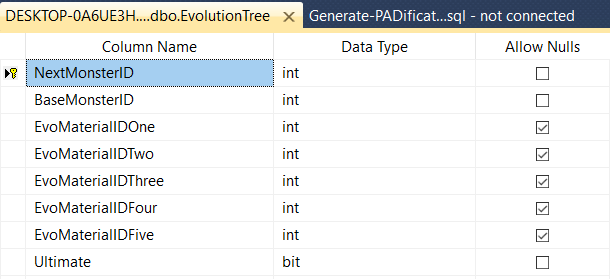 DESKTOP-0A6UE3H....dbo.EvolutionTree Generate-PADificat...sql - not connected
Column Name Data Type Allow Nulls
NextMonsterID int
BaseMonsterID int
EvoMaterialIDOne int
EvoMaterialIDTwo int
EvoMaterialIDThree int
EvoMaterialIDFour int
EvoMaterialIDFive int
Ultimate bit